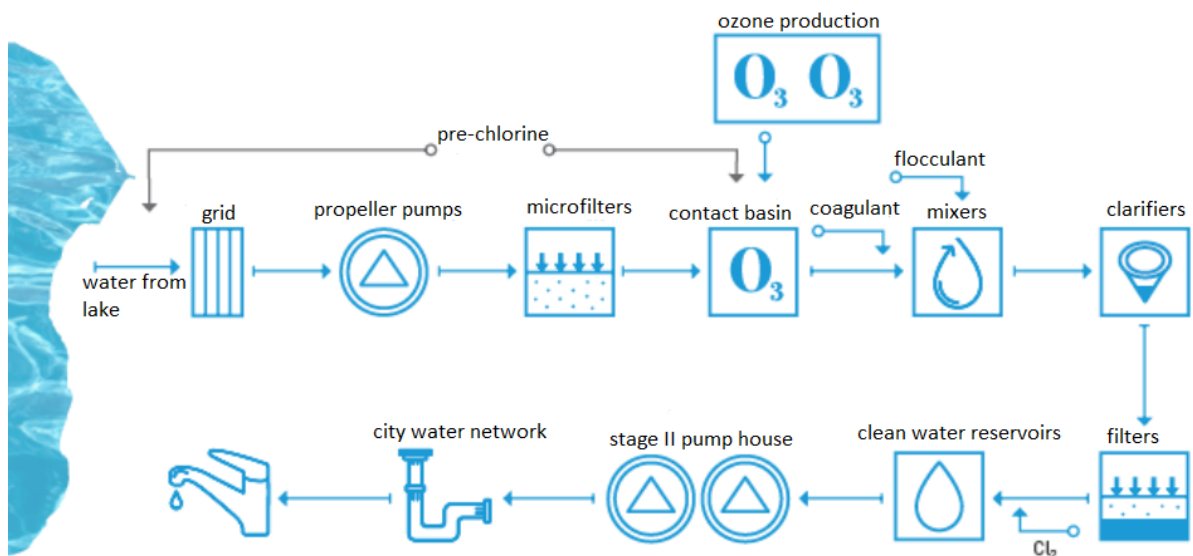 ozone production
O₃ O₃
pre-chlorine
flocculant
grid
propeller pumps
microfilters
contact basin
coagulant
mixers
clarifiers
O₃
water from
lake
city water network
stage II pump house
clean water reservoirs
filters
Cl₂